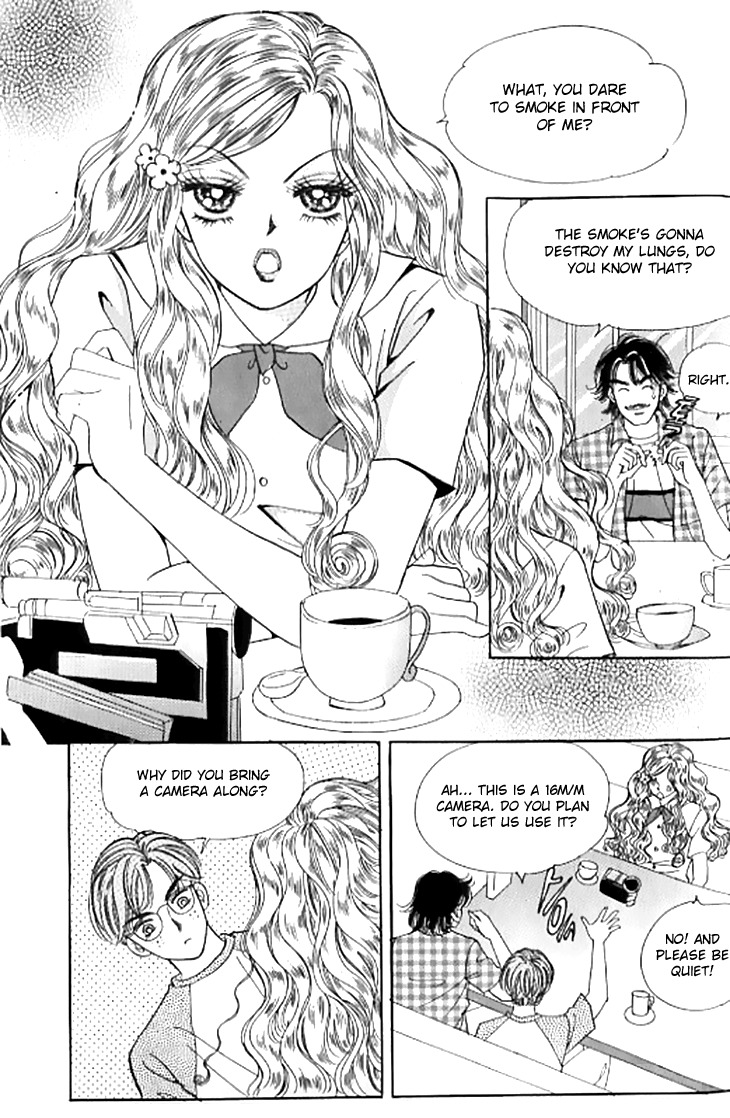 WHAT, YOU DARE
TO SMOKE IN FRONT
OF ME?
THE SMOKE'S GONNA
DESTROY MY LUNGS, DO
YOU KNOW THAT?
RIGHT.
WHY DID YOU BRING
A CAMERA ALONG?
AH... THIS IS A 16M/M
CAMERA. DO YOU PLAN
TO LET US USE IT?
NO! AND
PLEASE BE
QUIET!